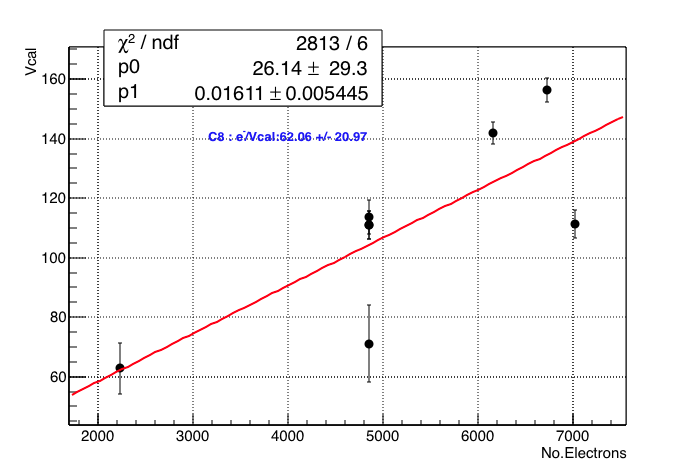 χ² / ndf 2813 / 6
p0 26.14 ± 29.3
p1 0.01611 ± 0.005445
C8 : e⁻/Vcal:62.06 +/- 20.97
Vcal
160
140
120
100
80
60
2000 3000 4000 5000 6000 7000
No.Electrons